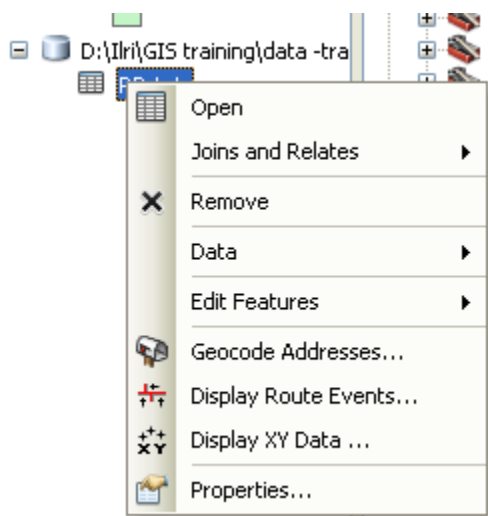 D:\Ilri\GIS training\data -tra
Open
Joins and Relates
Remove
Data
Edit Features
Geocode Addresses...
Display Route Events...
XY
Display XY Data ...
Properties...